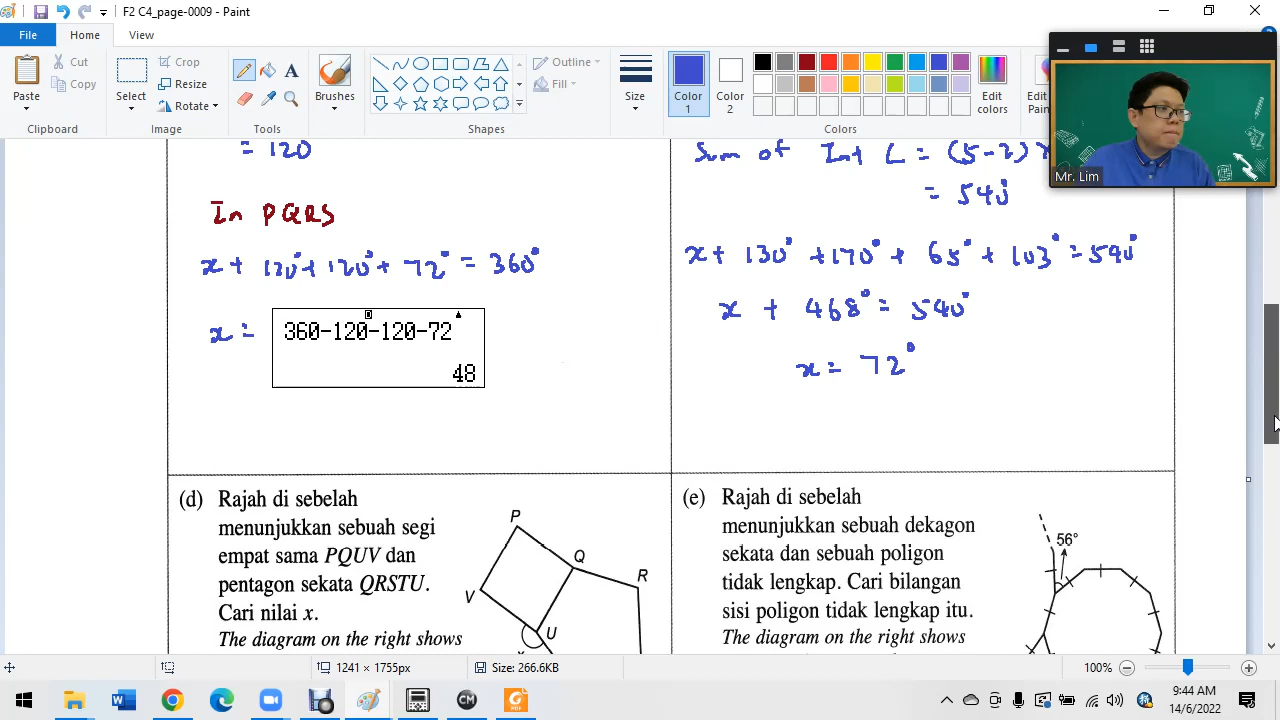 F2 C4_page-0009 - Paint
File
Home
View
Paste
Cut
Copy
Clipboard
Select
Crop
Resize
Rotate
Image
A
Tools
Brushes
Outline
Fill
Shapes
Size
Color 1
Color 2
Edit colors
Colors
Mr. Lim
= 120
In PQRS
x + 120° + 120° + 72° = 360°
x =
360-120-120-72
48
Sum of Int ∠ = (5-2)
= 540°
x + 130° + 170° + 65° + 103° = 540°
x + 468° = 540°
x = 72°
(d) Rajah di sebelah
menunjukkan sebuah segi
empat sama PQUV dan
pentagon sekata QRSTU.
Cari nilai x.
The diagram on the right shows
P
Q
R
V
U
(e) Rajah di sebelah
menunjukkan sebuah dekagon
sekata dan sebuah poligon
tidak lengkap. Cari bilangan
sisi poligon tidak lengkap itu.
The diagram on the right shows
56°
1241 × 1755px
Size: 266.6KB
100%
9:44 AM
14/6/2022